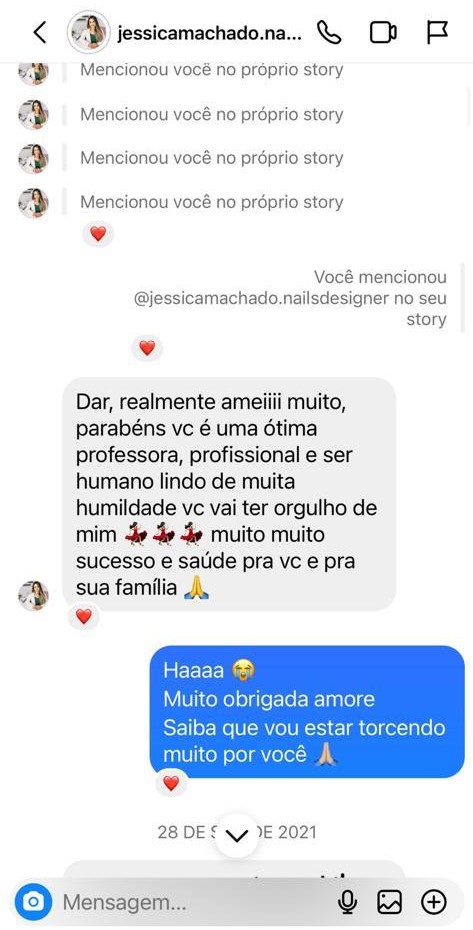 jessicamachado.na...
Mencionou você no próprio story
Mencionou você no próprio story
Mencionou você no próprio story
Mencionou você no próprio story
Você mencionou
@jessicamachado.nailsdesigner no seu
story
Dar, realmente ameiiii muito,
parabéns vc é uma ótima
professora, profissional e ser
humano lindo de muita
humildade vc vai ter orgulho de
mim 💃💃💃 muito muito
sucesso e saúde pra vc e pra
sua família 🙏
Haaaa 😭
Muito obrigada amore
Saiba que vou estar torcendo
muito por você 🙏🏼
28 DE DE 2021
Mensagem...